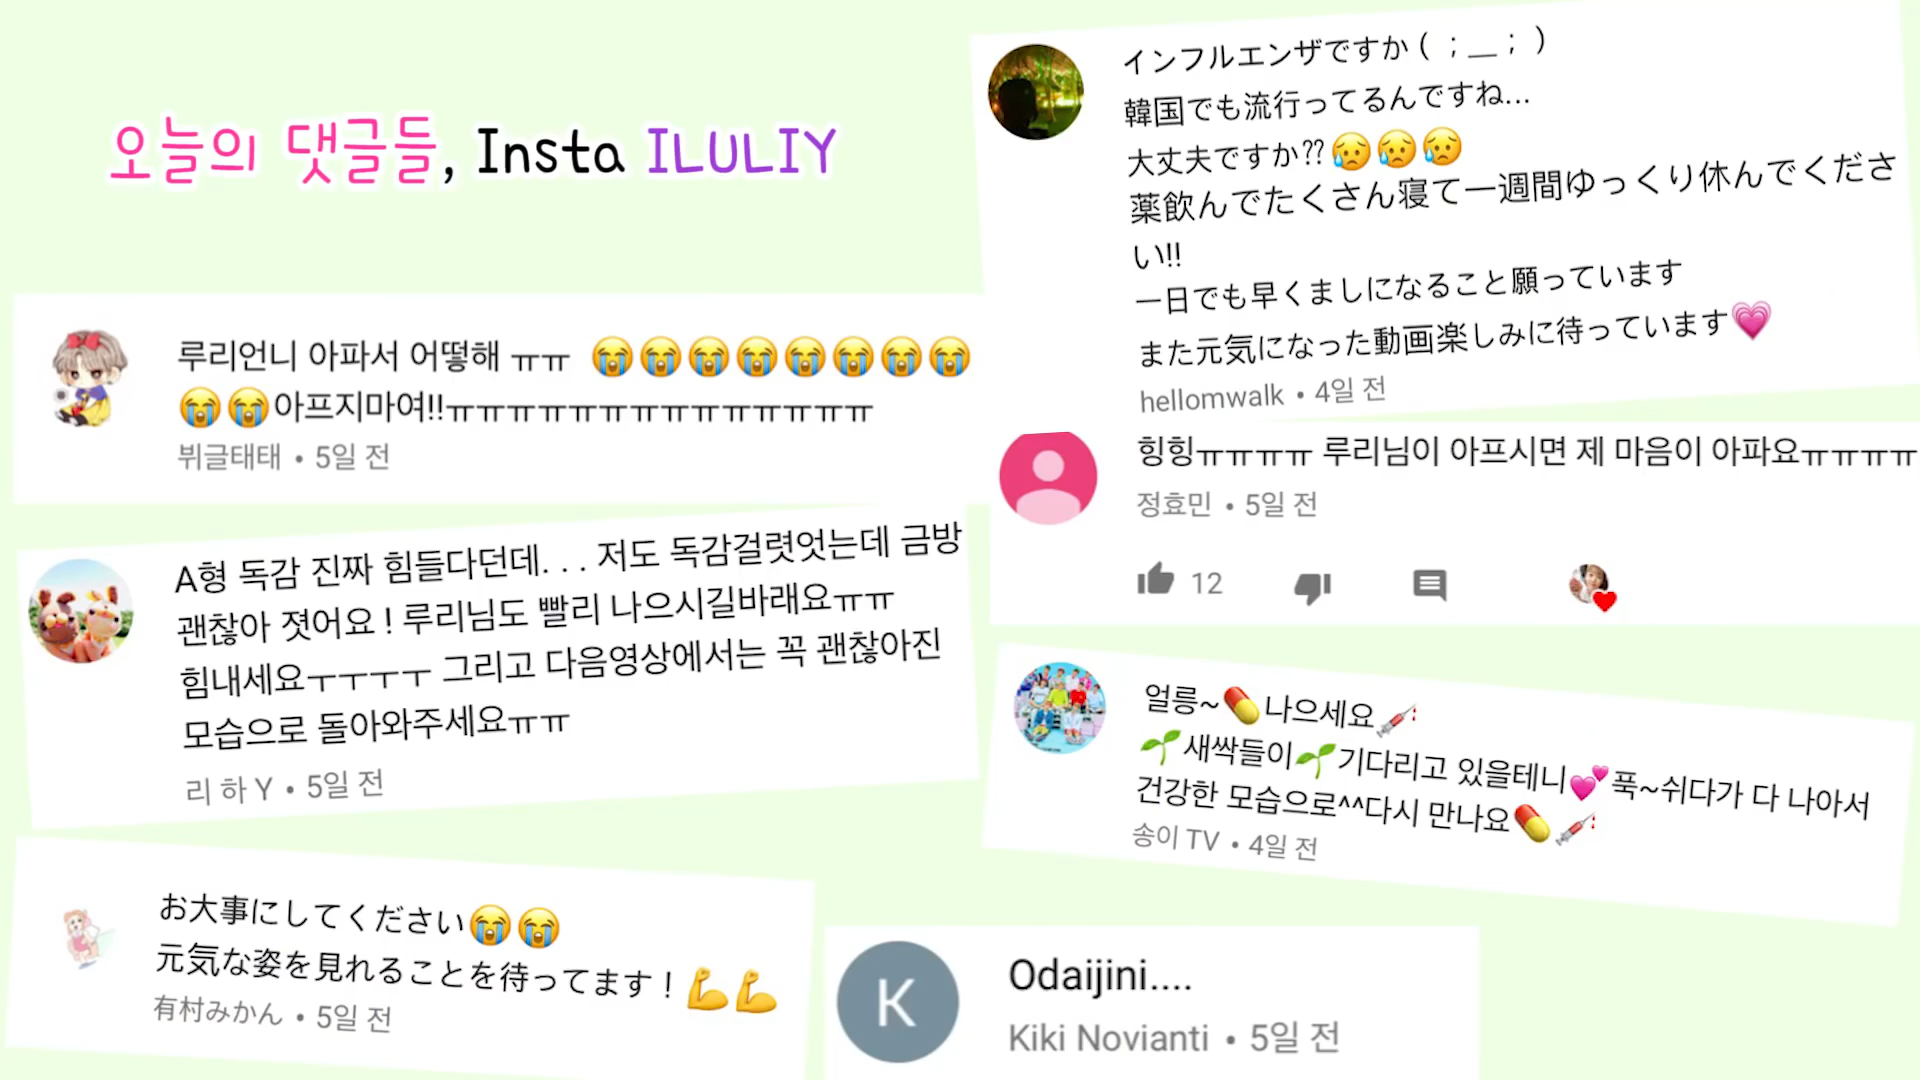 오늘의 댓글들, Insta ILULIY
루리언니 아파서 어떻해 ㅠㅠ 😭😭😭😭😭😭😭😭
😭😭아프지마여!!ㅠㅠㅠㅠㅠㅠㅠㅠㅠㅠㅠㅠㅠㅠ
뷔글태태 • 5일 전
A형 독감 진짜 힘들다던데. . . 저도 독감걸렷엇는데 금방
괜찮아 졋어요 ! 루리님도 빨리 나으시길바래요ㅠㅠ
힘내세요ㅜㅜㅜㅜ 그리고 다음영상에서는 꼭 괜찮아진
모습으로 돌아와주세요ㅠㅠ
리 하 Y • 5일 전
お大事にしてください😭😭
元気な姿を見れることを待ってます！💪💪
有村みかん • 5일 전
インフルエンザですか ( ；＿； )
韓国でも流行ってるんですね...
大丈夫ですか⁇😥😥😥
薬飲んでたくさん寝て一週間ゆっくり休んでくださ
い!!
一日でも早くましになること願っています
また元気になった動画楽しみに待っています💗
hellomwalk • 4일 전
힝힝ㅠㅠㅠㅠ 루리님이 아프시면 제 마음이 아파요ㅠㅠㅠㅠ
정효민 • 5일 전
12
얼릉~💊나으세요💉
🌱새싹들이🌱기다리고 있을테니💕푹~쉬다가 다 나아서
건강한 모습으로^^다시 만나요💊💉
송이 TV • 4일 전
K
Odaijini....
Kiki Novianti • 5일 전